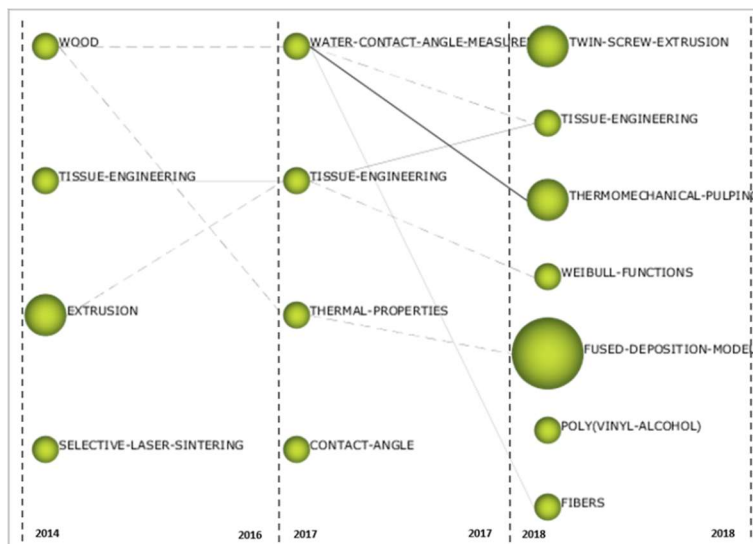 WOOD
WATER-CONTACT-ANGLE-MEASURE
TWIN-SCREW-EXTRUSION
TISSUE-ENGINEERING
TISSUE-ENGINEERING
TISSUE-ENGINEERING
THERMOMECHANICAL-PULPING
WEIBULL-FUNCTIONS
EXTRUSION
THERMAL-PROPERTIES
FUSED-DEPOSITION-MODEL
SELECTIVE-LASER-SINTERING
CONTACT-ANGLE
POLY(VINYL-ALCOHOL)
FIBERS
2014 2016 2017 2017 2018 2018